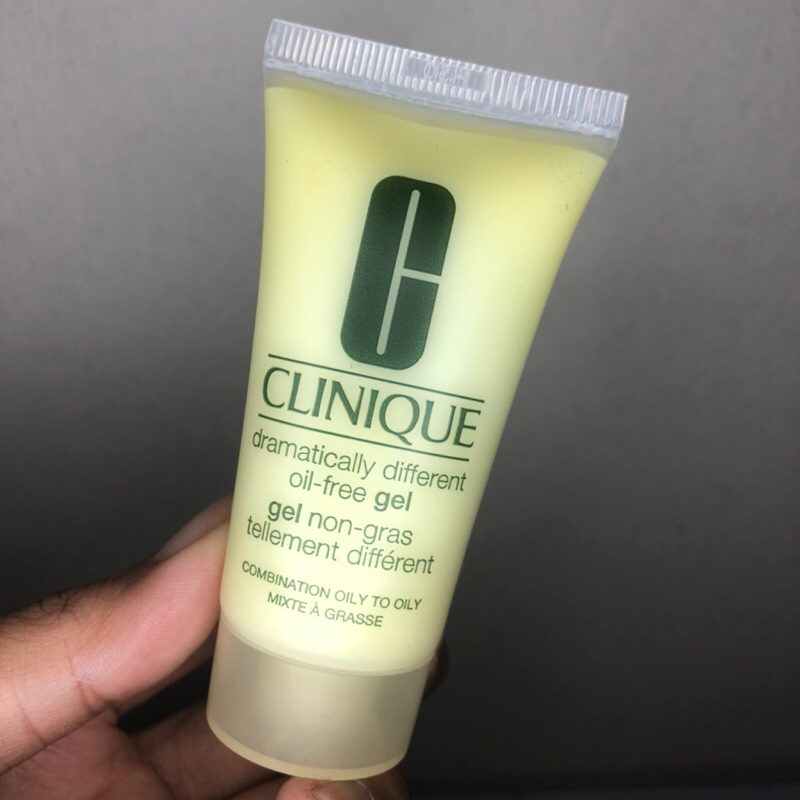 CLINIQUE
dramatically different
oil-free gel
gel non-gras
tellement différent
COMBINATION OILY TO OILY
MIXTE À GRASSE